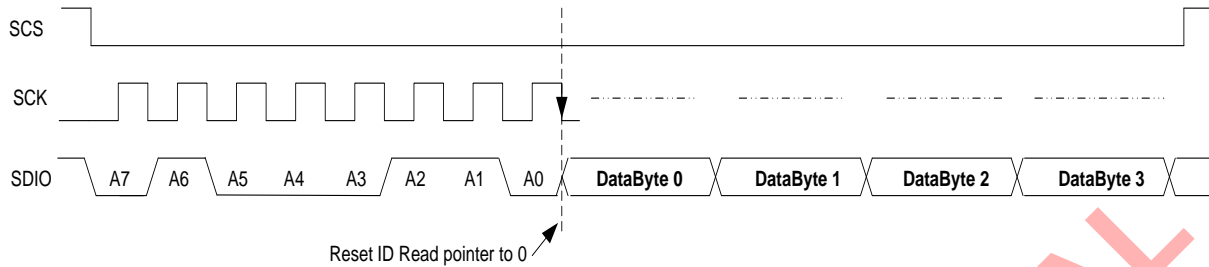 SCS
SCK
SDIO A7 A6 A5 A4 A3 A2 A1 A0 DataByte 0 DataByte 1 DataByte 2 DataByte 3
Reset ID Read pointer to 0